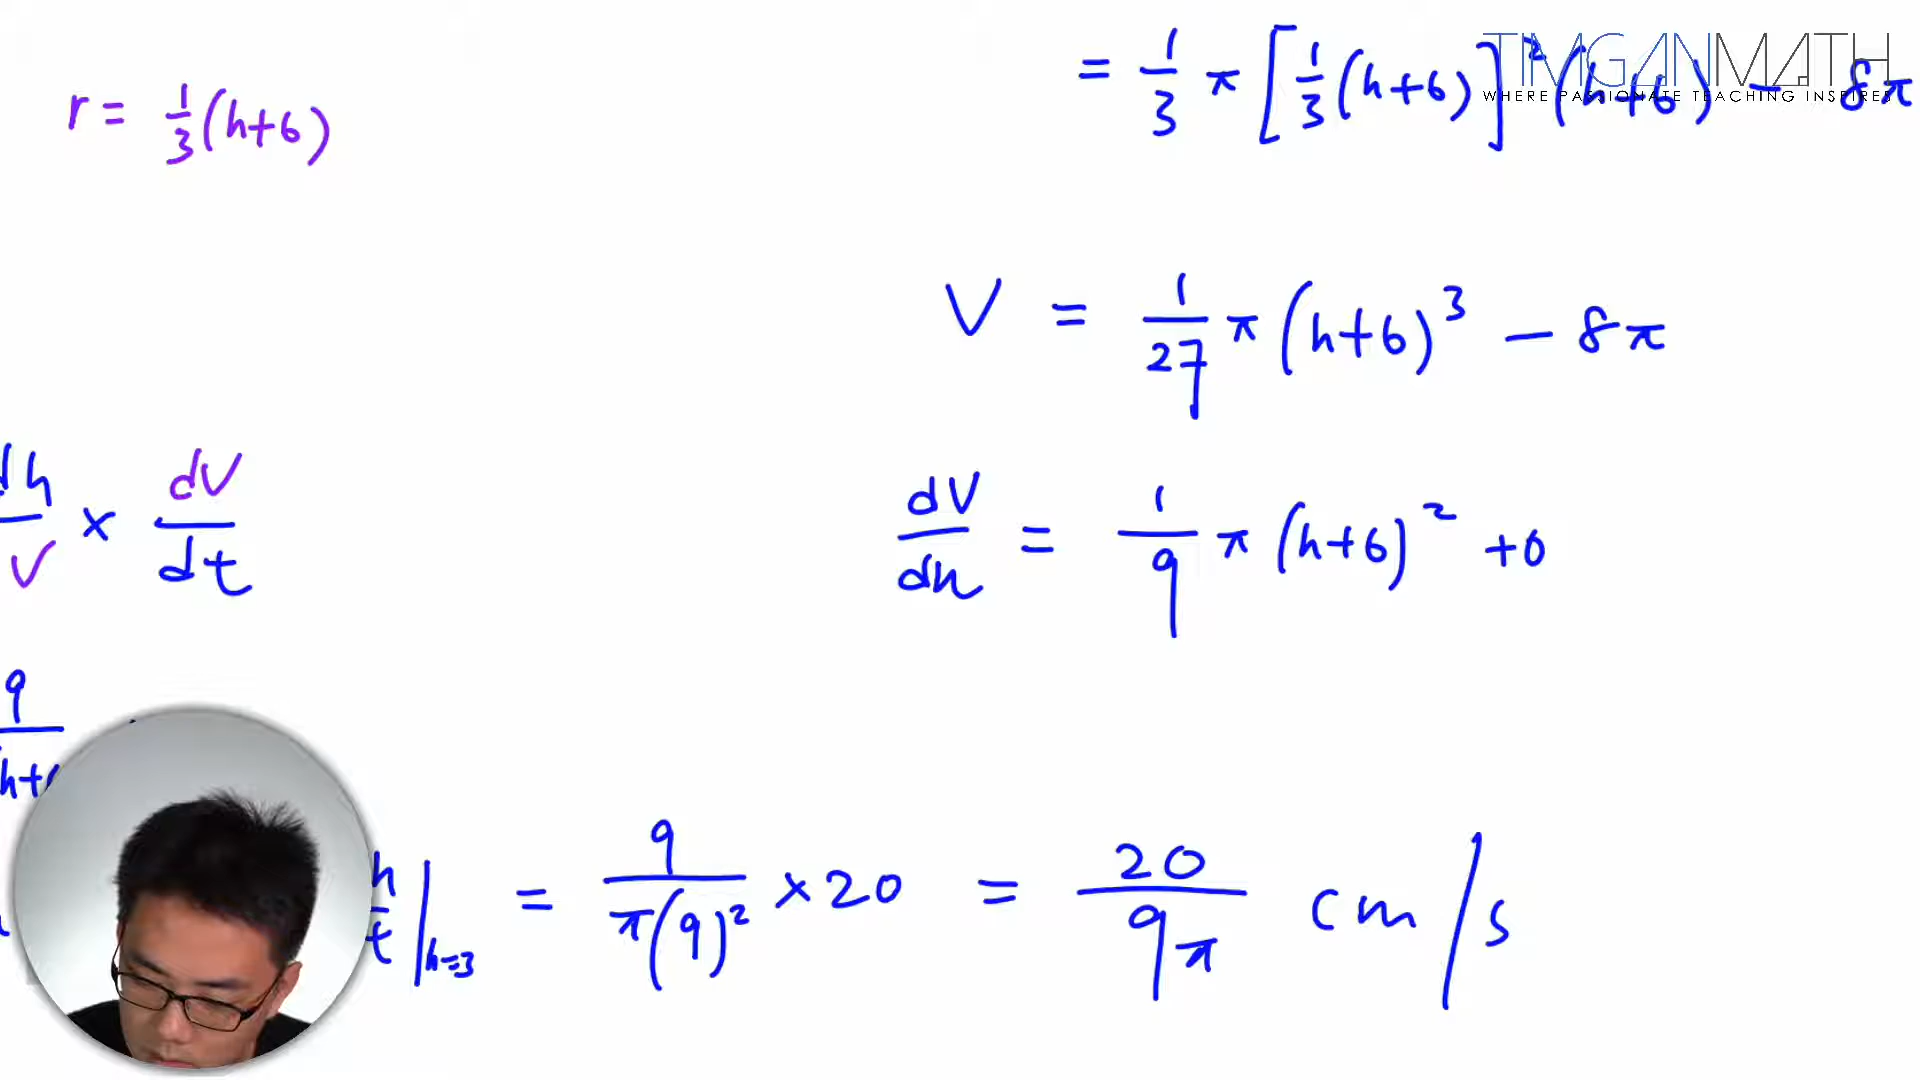 TIMGANMATH
WHERE PASSIONATE TEACHING INSPIRES
= 1/3 π [1/3 (h+6)]² (h+6) - 8π
r = 1/3 (h+6)
V = 1/27 π (h+6)³ - 8π
dh/V × dV/dt
dV/dh = 1/9 π (h+6)² + 0
9
h+
h/t |h=3 = 9/π(9)² × 20 = 20/9π cm/s